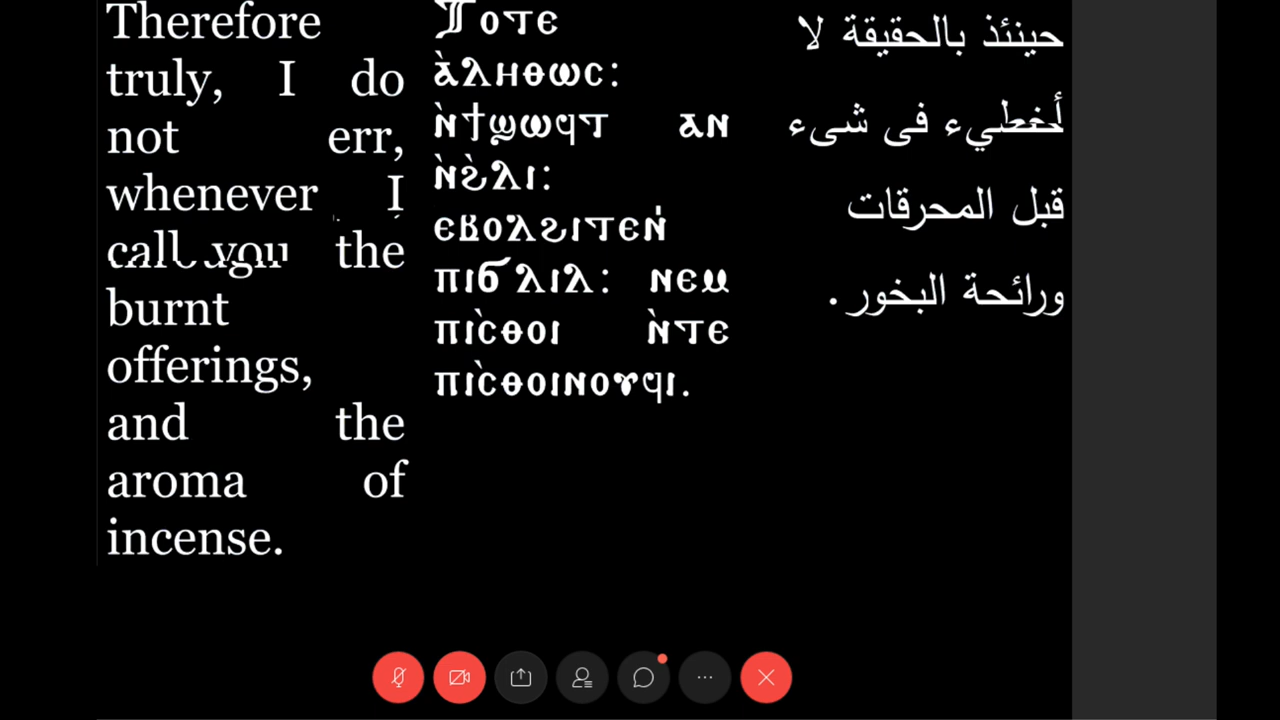 Therefore
truly, I do
not err,
whenever I
call you the
burnt
offerings,
and the
aroma of
incense.
Ⲧⲟⲧⲉ
ⲁ̀ⲗⲏⲑⲱⲥ:
ⲛ̀ϯϣⲱϥⲧ ⲁⲛ
ⲛ̀ϩ̀ⲗⲓ:
ⲉⲃⲟⲗϩⲓⲧⲉⲛ̀
ⲡⲓϭⲗⲓⲗ: ⲛⲉⲙ
ⲡⲓⲥ̀ⲑⲟⲓ ⲛ̀ⲧⲉ
ⲡⲓⲥ̀ⲑⲟⲓⲛⲟⲩϥⲓ.
حينئذ بالحقيقة لا
أخطيء فى شىء
قبل المحرقات
ورائحة البخور.